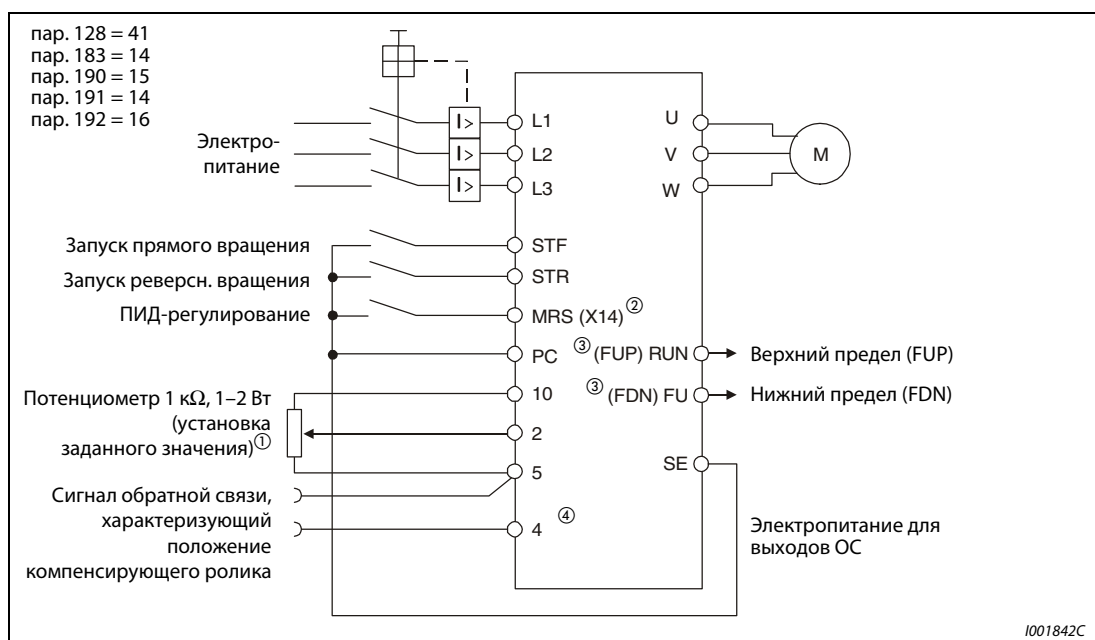 пар. 128 = 41
пар. 183 = 14
пар. 190 = 15
пар. 191 = 14
пар. 192 = 16
Электро-
питание
I>
I>
I>
L1
L2
L3
U
V
W
M
Запуск прямого вращения
STF
Запуск реверсн. вращения
STR
ПИД-регулирование
MRS (X14) ②
PC
③ (FUP) RUN
Верхний предел (FUP)
10
③ (FDN) FU
Нижний предел (FDN)
Потенциометр 1 кΩ, 1–2 Вт
(установка
заданного значения)①
2
5
SE
Сигнал обратной связи,
характеризующий
положение
компенсирующего ролика
4 ④
Электропитание для
выходов ОС
I001842C